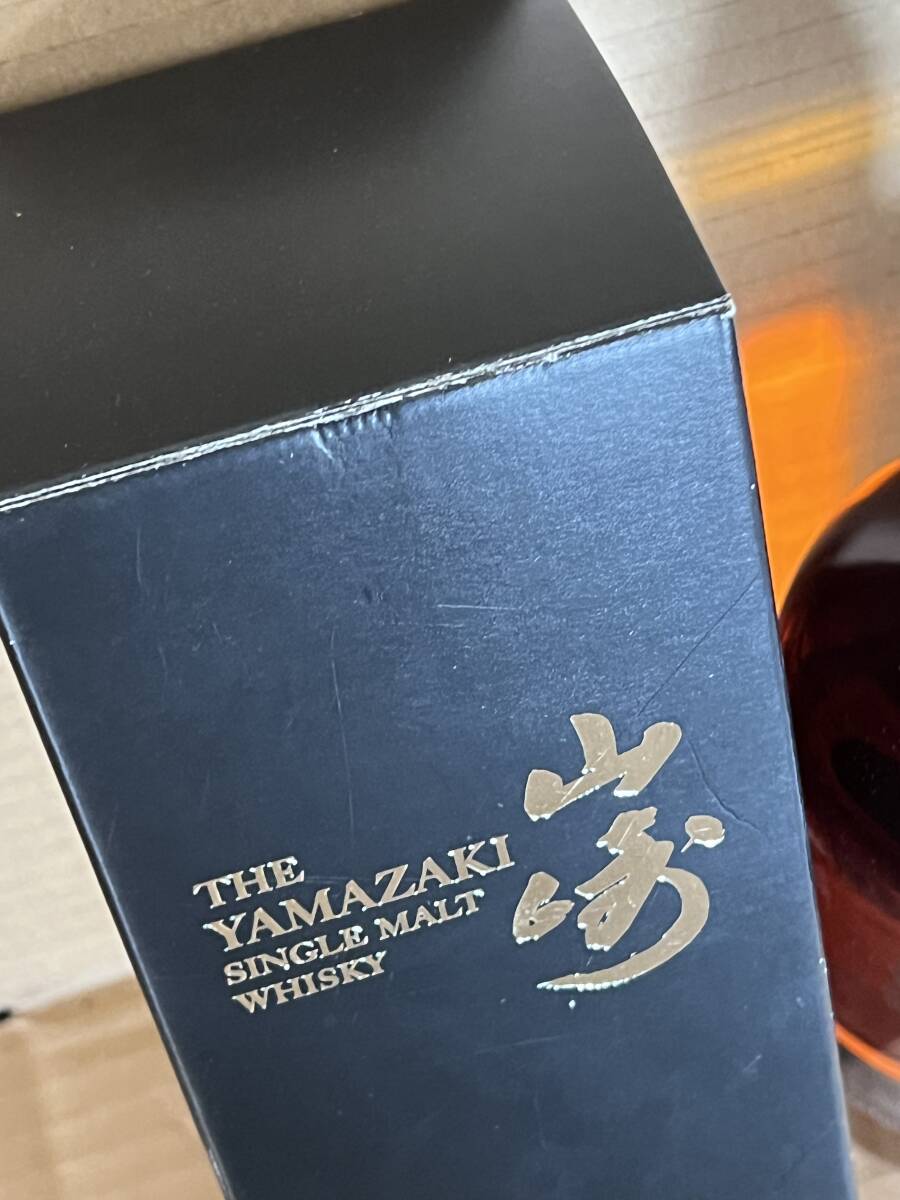 THE
YAMAZAKI
SINGLE MALT
WHISKY
山崎